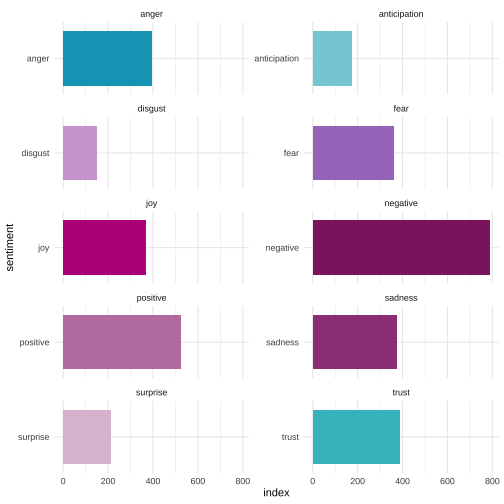 anger
anticipation
anger
anticipation
disgust
fear
disgust
fear
joy
negative
joy
negative
positive
sadness
positive
sadness
surprise
trust
surprise
trust
0 200 400 600 800
0 200 400 600 800
index
sentiment